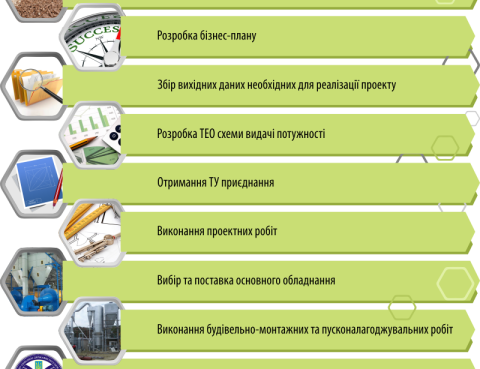 SUCCESS
Розробка бізнес-плану
Збір вихідних даних необхідних для реалізації проекту
Розробка ТЕО схеми видачі потужності
Отримання ТУ приєднання
Виконання проектних робіт
Вибір та поставка основного обладнання
Виконання будівельно-монтажних та пусконалагоджувальних робіт